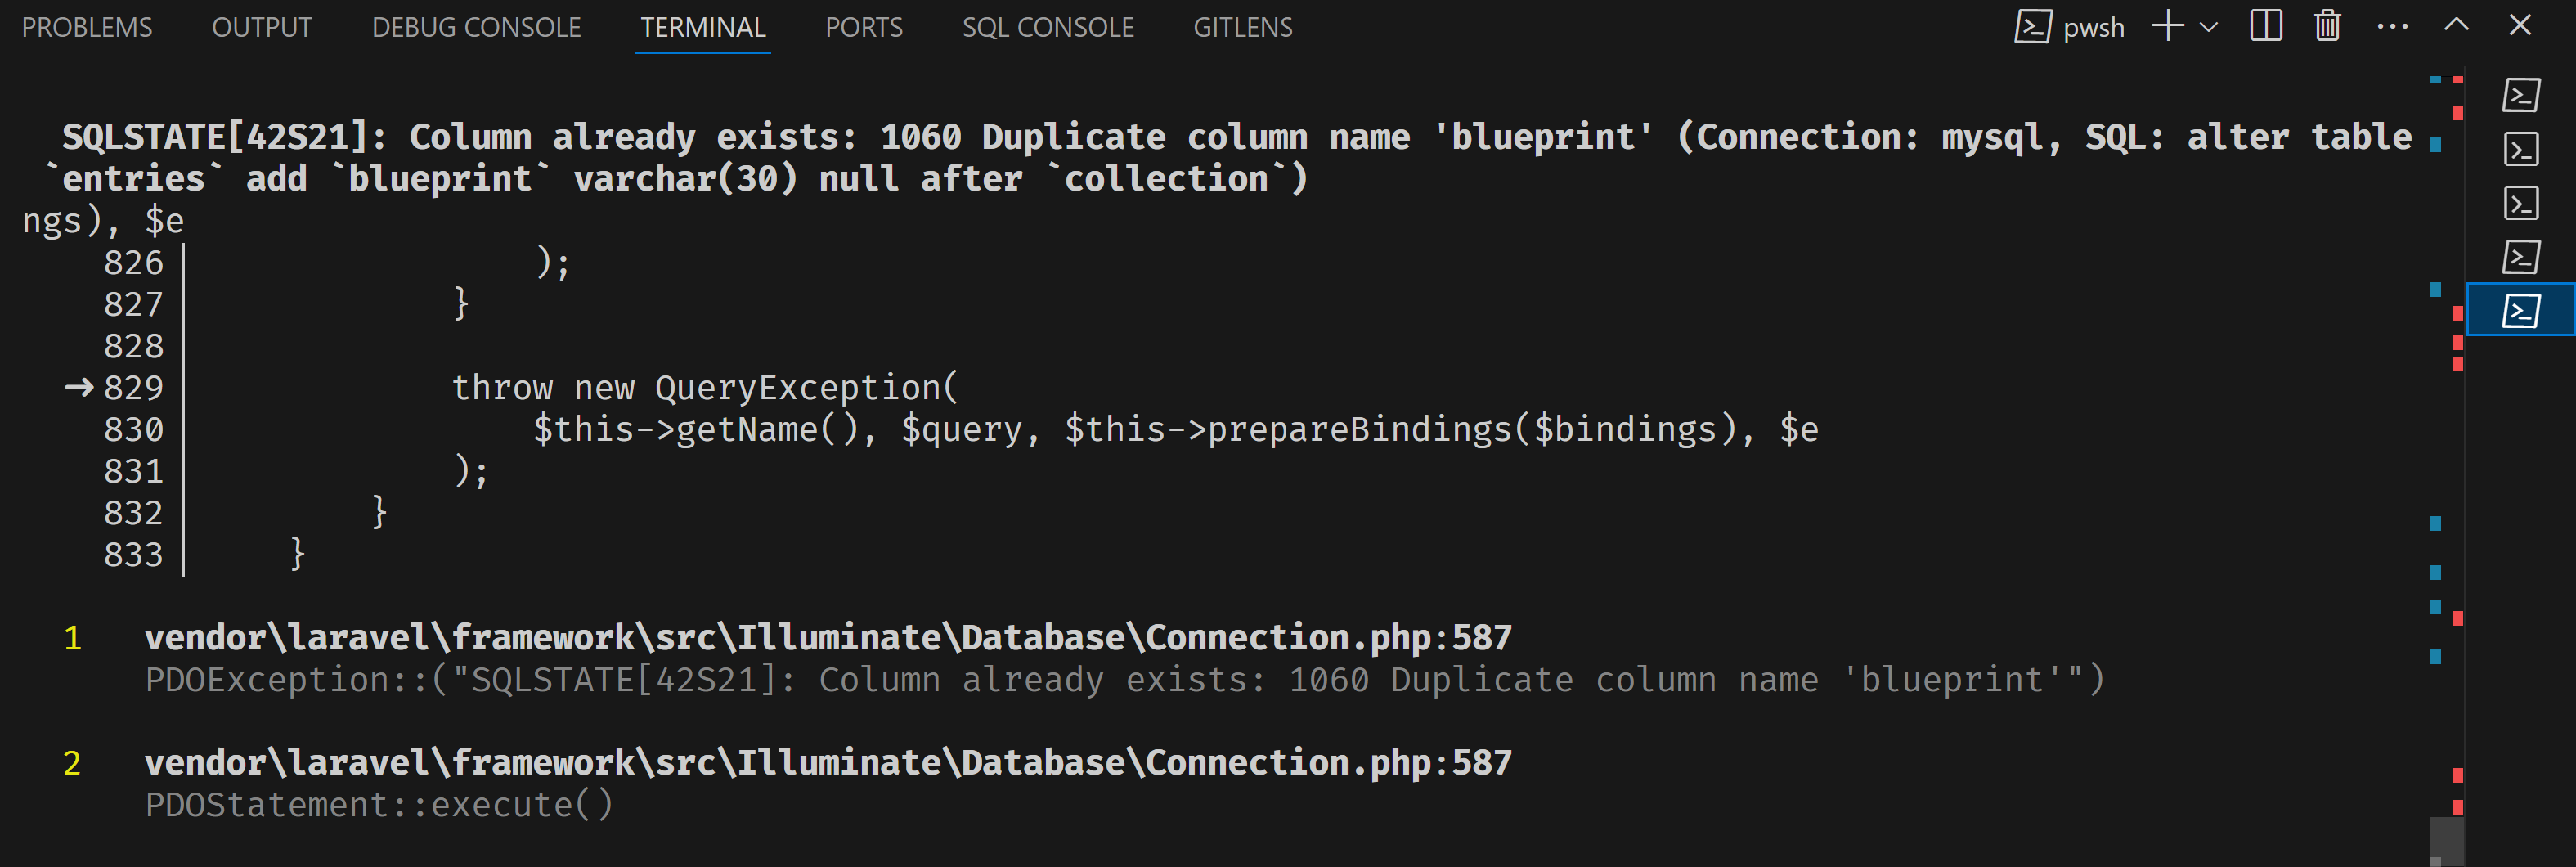 PROBLEMS OUTPUT DEBUG CONSOLE TERMINAL PORTS SQL CONSOLE GITLENS pwsh
SQLSTATE[42S21]: Column already exists: 1060 Duplicate column name 'blueprint' (Connection: mysql, SQL: alter table
`entries` add `blueprint` varchar(30) null after `collection`)
ngs), $e
826 );
827 }
828
➜ 829 throw new QueryException(
830 $this->getName(), $query, $this->prepareBindings($bindings), $e
831 );
832 }
833 }
1 vendor\laravel\framework\src\Illuminate\Database\Connection.php:587
PDOException::("SQLSTATE[42S21]: Column already exists: 1060 Duplicate column name 'blueprint'")
2 vendor\laravel\framework\src\Illuminate\Database\Connection.php:587
PDOStatement::execute()